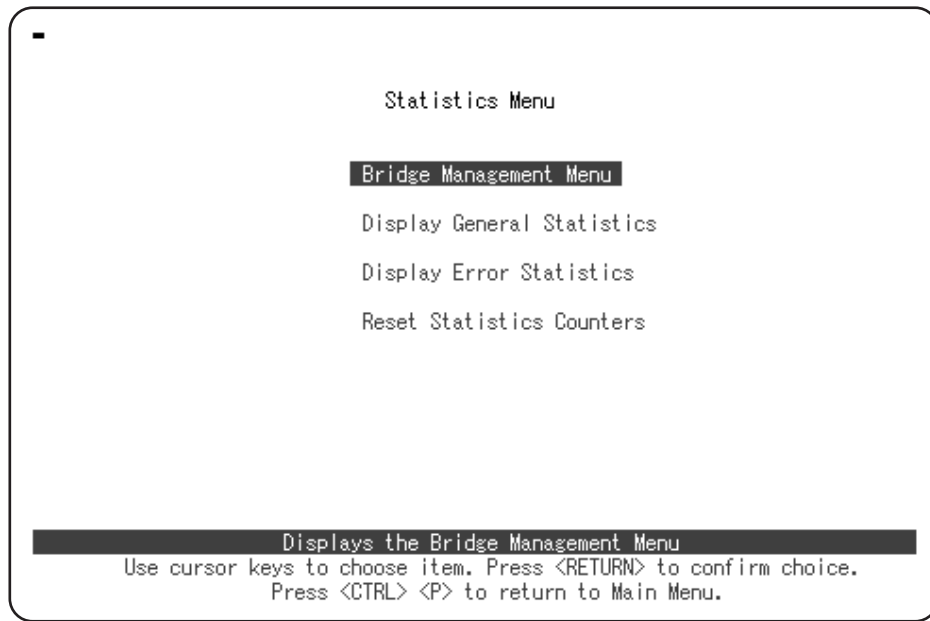 Statistics Menu
Bridge Management Menu
Display General Statistics
Display Error Statistics
Reset Statistics Counters
Displays the Bridge Management Menu
Use cursor keys to choose item. Press <RETURN> to confirm choice.
Press <CTRL> <P> to return to Main Menu.